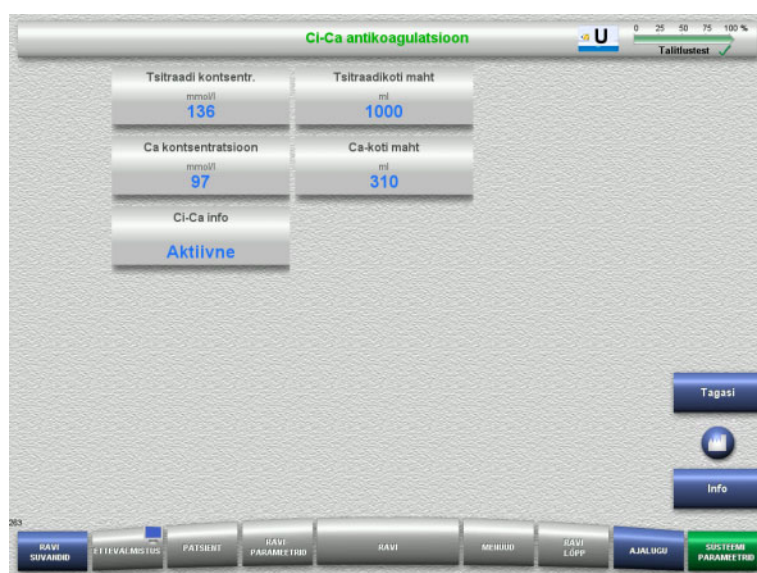 Ci-Ca antikoagulatsioon
U
0 25 50 75 100 %
Talitlustest
Tsitraadi kontsentr.
mmol/l
136
Tsitraadikoti maht
ml
1000
Ca kontsentratsioon
mmol/l
97
Ca-koti maht
ml
310
Ci-Ca info
Aktiivne
Tagasi
Info
263
RAVI
SUVANDID
ETTEVALMISTUS
PATSIENT
RAVI
PARAMEETRID
RAVI
MENÜÜD
RAVI
LÕPP
AJALUGU
SÜSTEEMI
PARAMEETRID